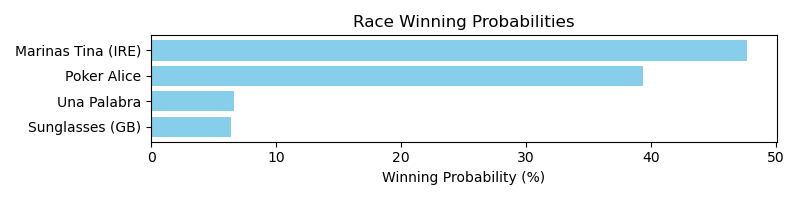 Race Winning Probabilities
Marinas Tina (IRE)
Poker Alice
Una Palabra
Sunglasses (GB)
0 10 20 30 40 50
Winning Probability (%)